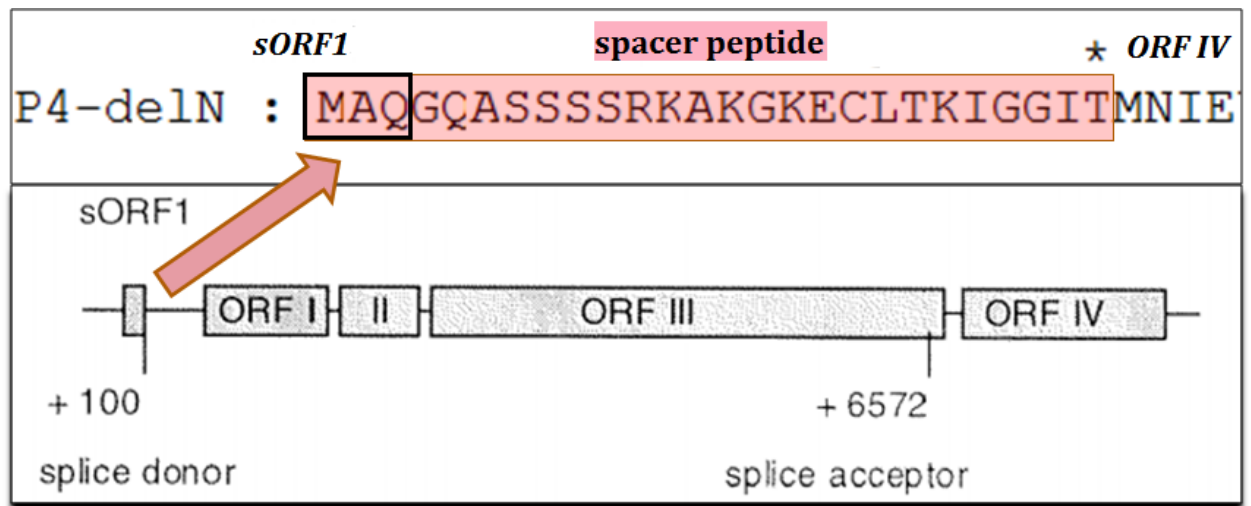 sORF1 spacer peptide * ORF IV
P4-delN : MAQGQASSSSRKAKGKECLTKIGGITMNIE
sORF1
ORF I II ORF III ORF IV
+ 100 + 6572
splice donor splice acceptor